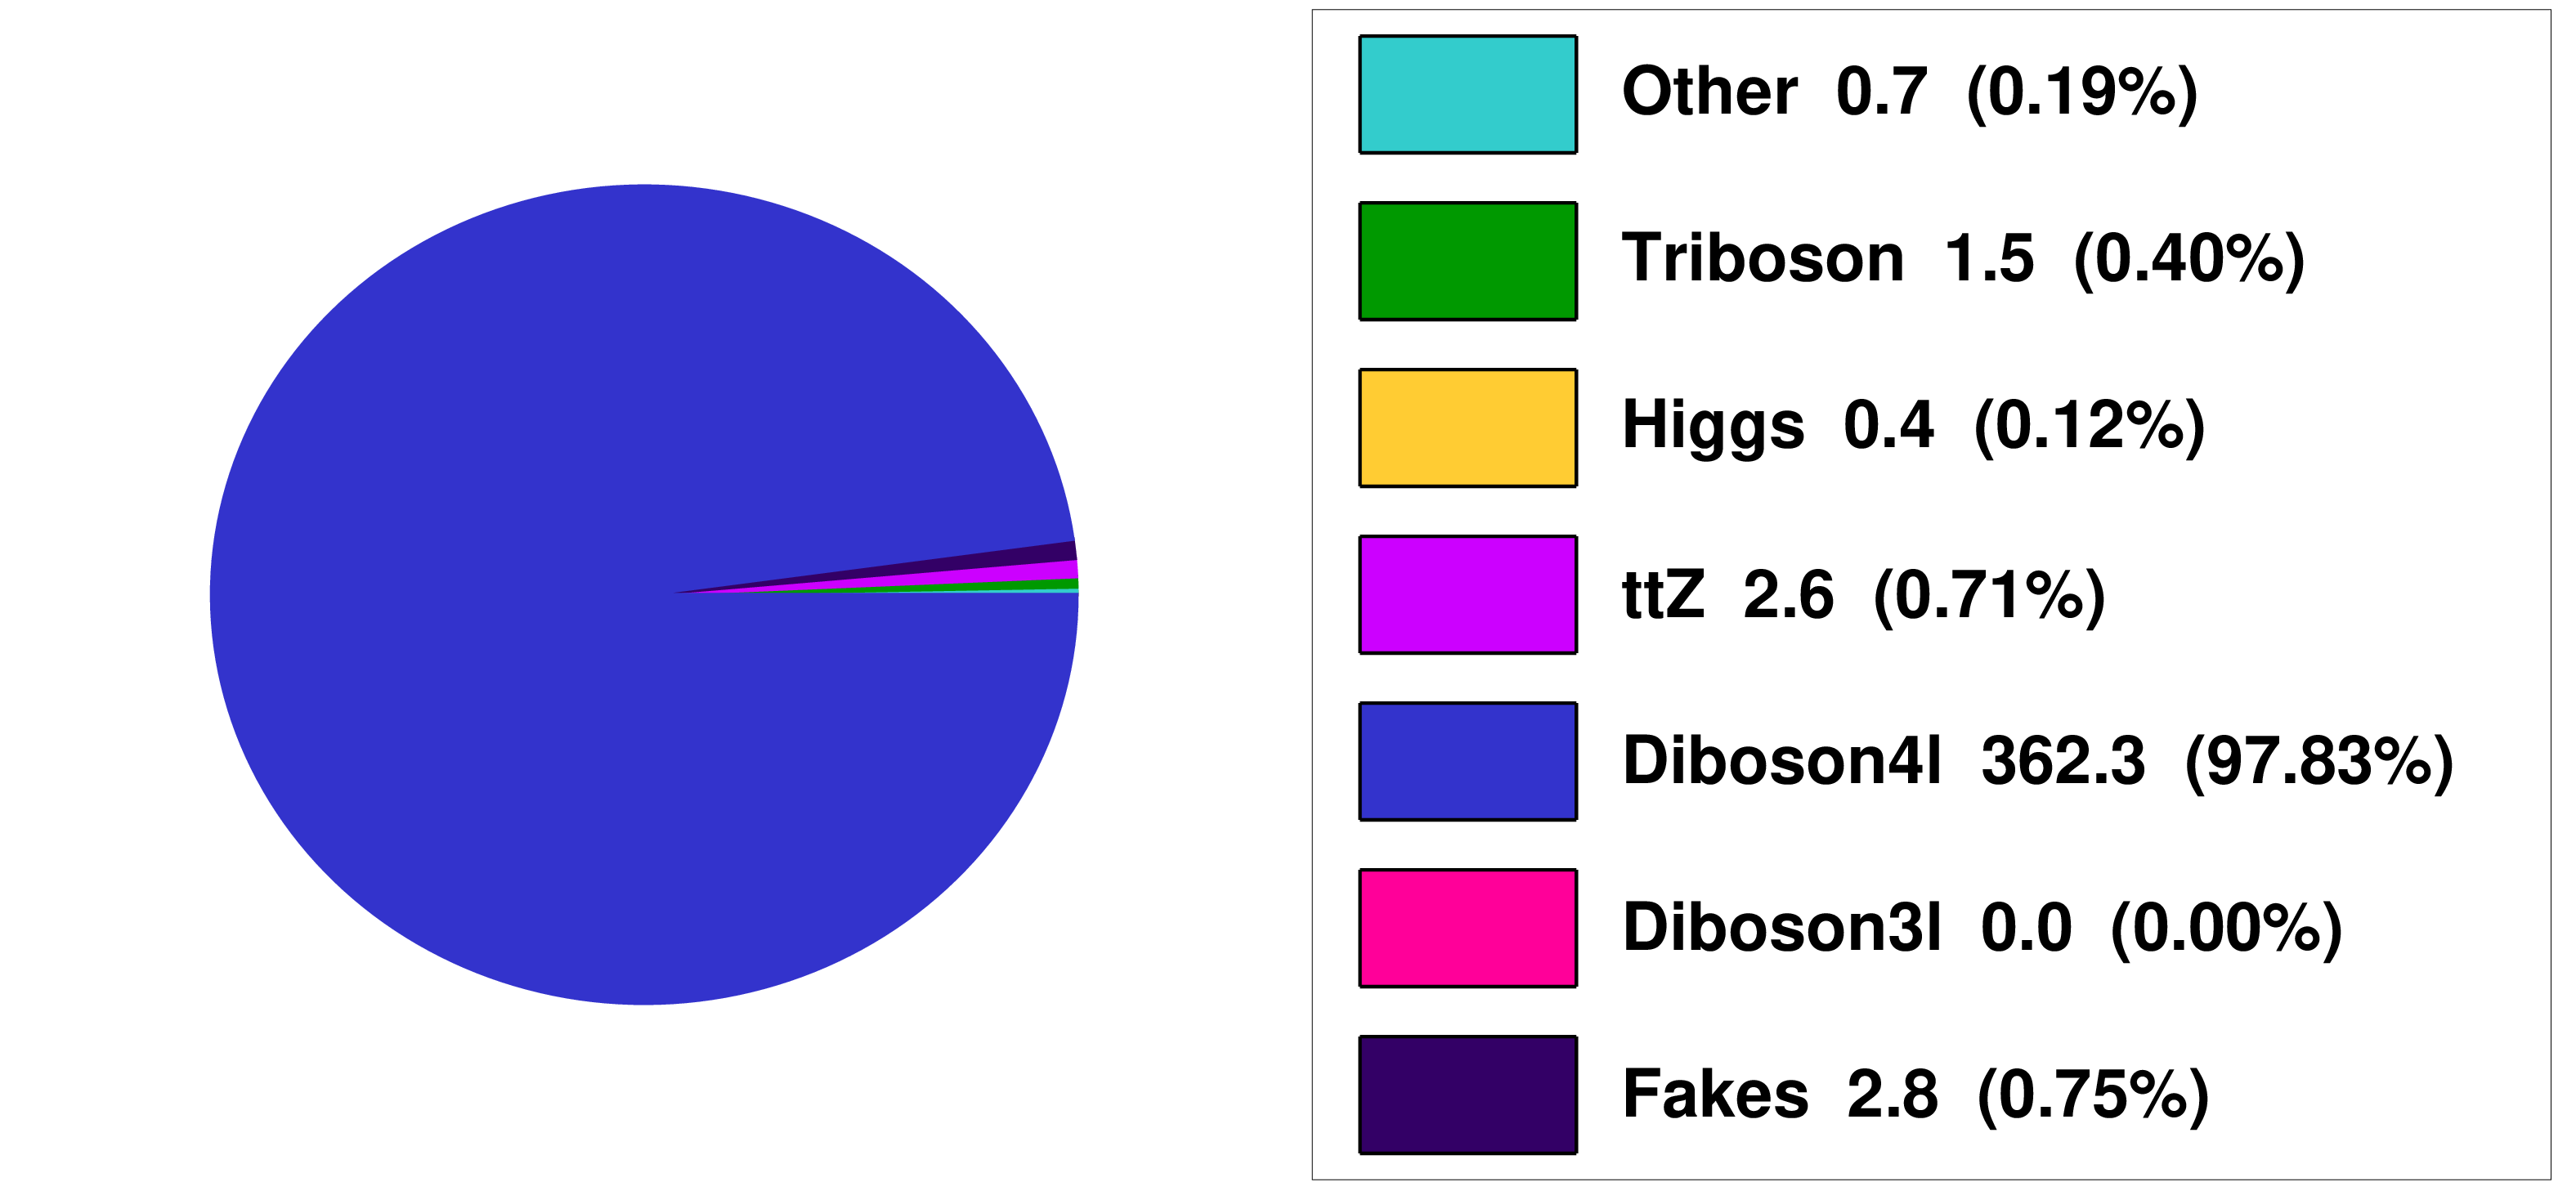 Other 0.7 (0.19%)
Triboson 1.5 (0.40%)
Higgs 0.4 (0.12%)
ttZ 2.6 (0.71%)
Diboson4l 362.3 (97.83%)
Diboson3l 0.0 (0.00%)
Fakes 2.8 (0.75%)